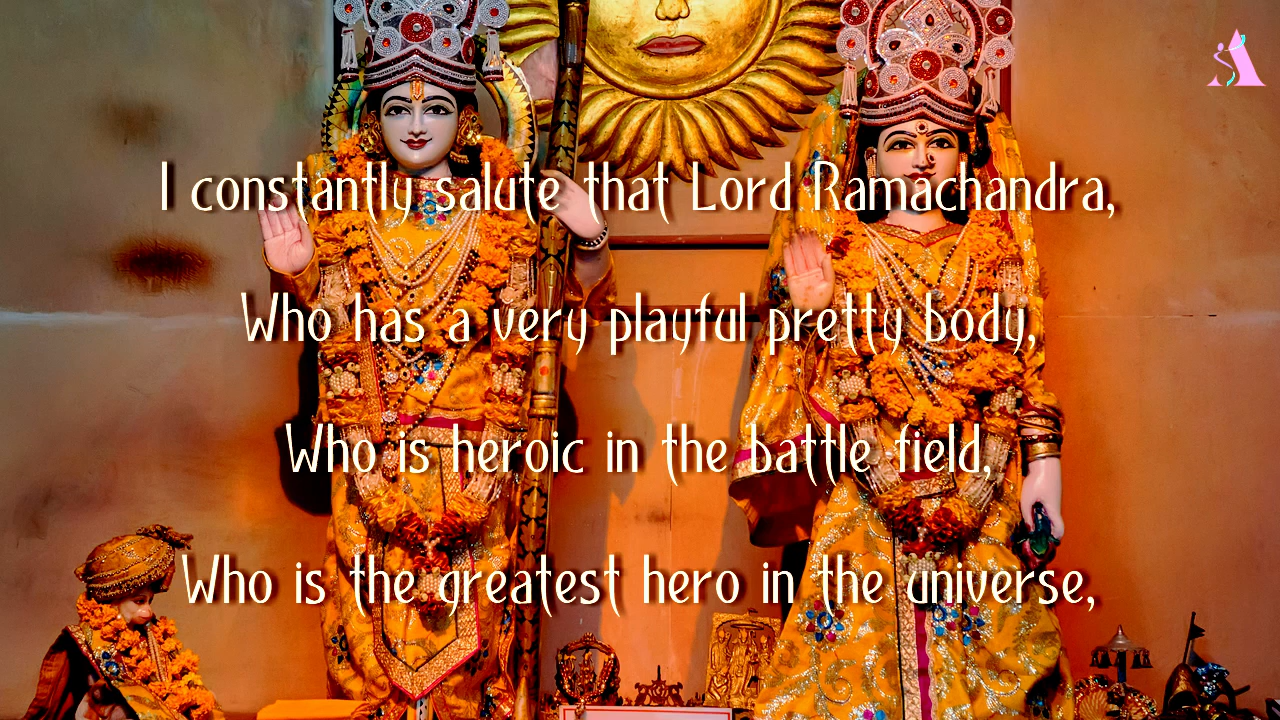 I constantly salute that Lord Ramachandra,
Who has a very playful pretty body,
Who is heroic in the battle field,
Who is the greatest hero in the universe,